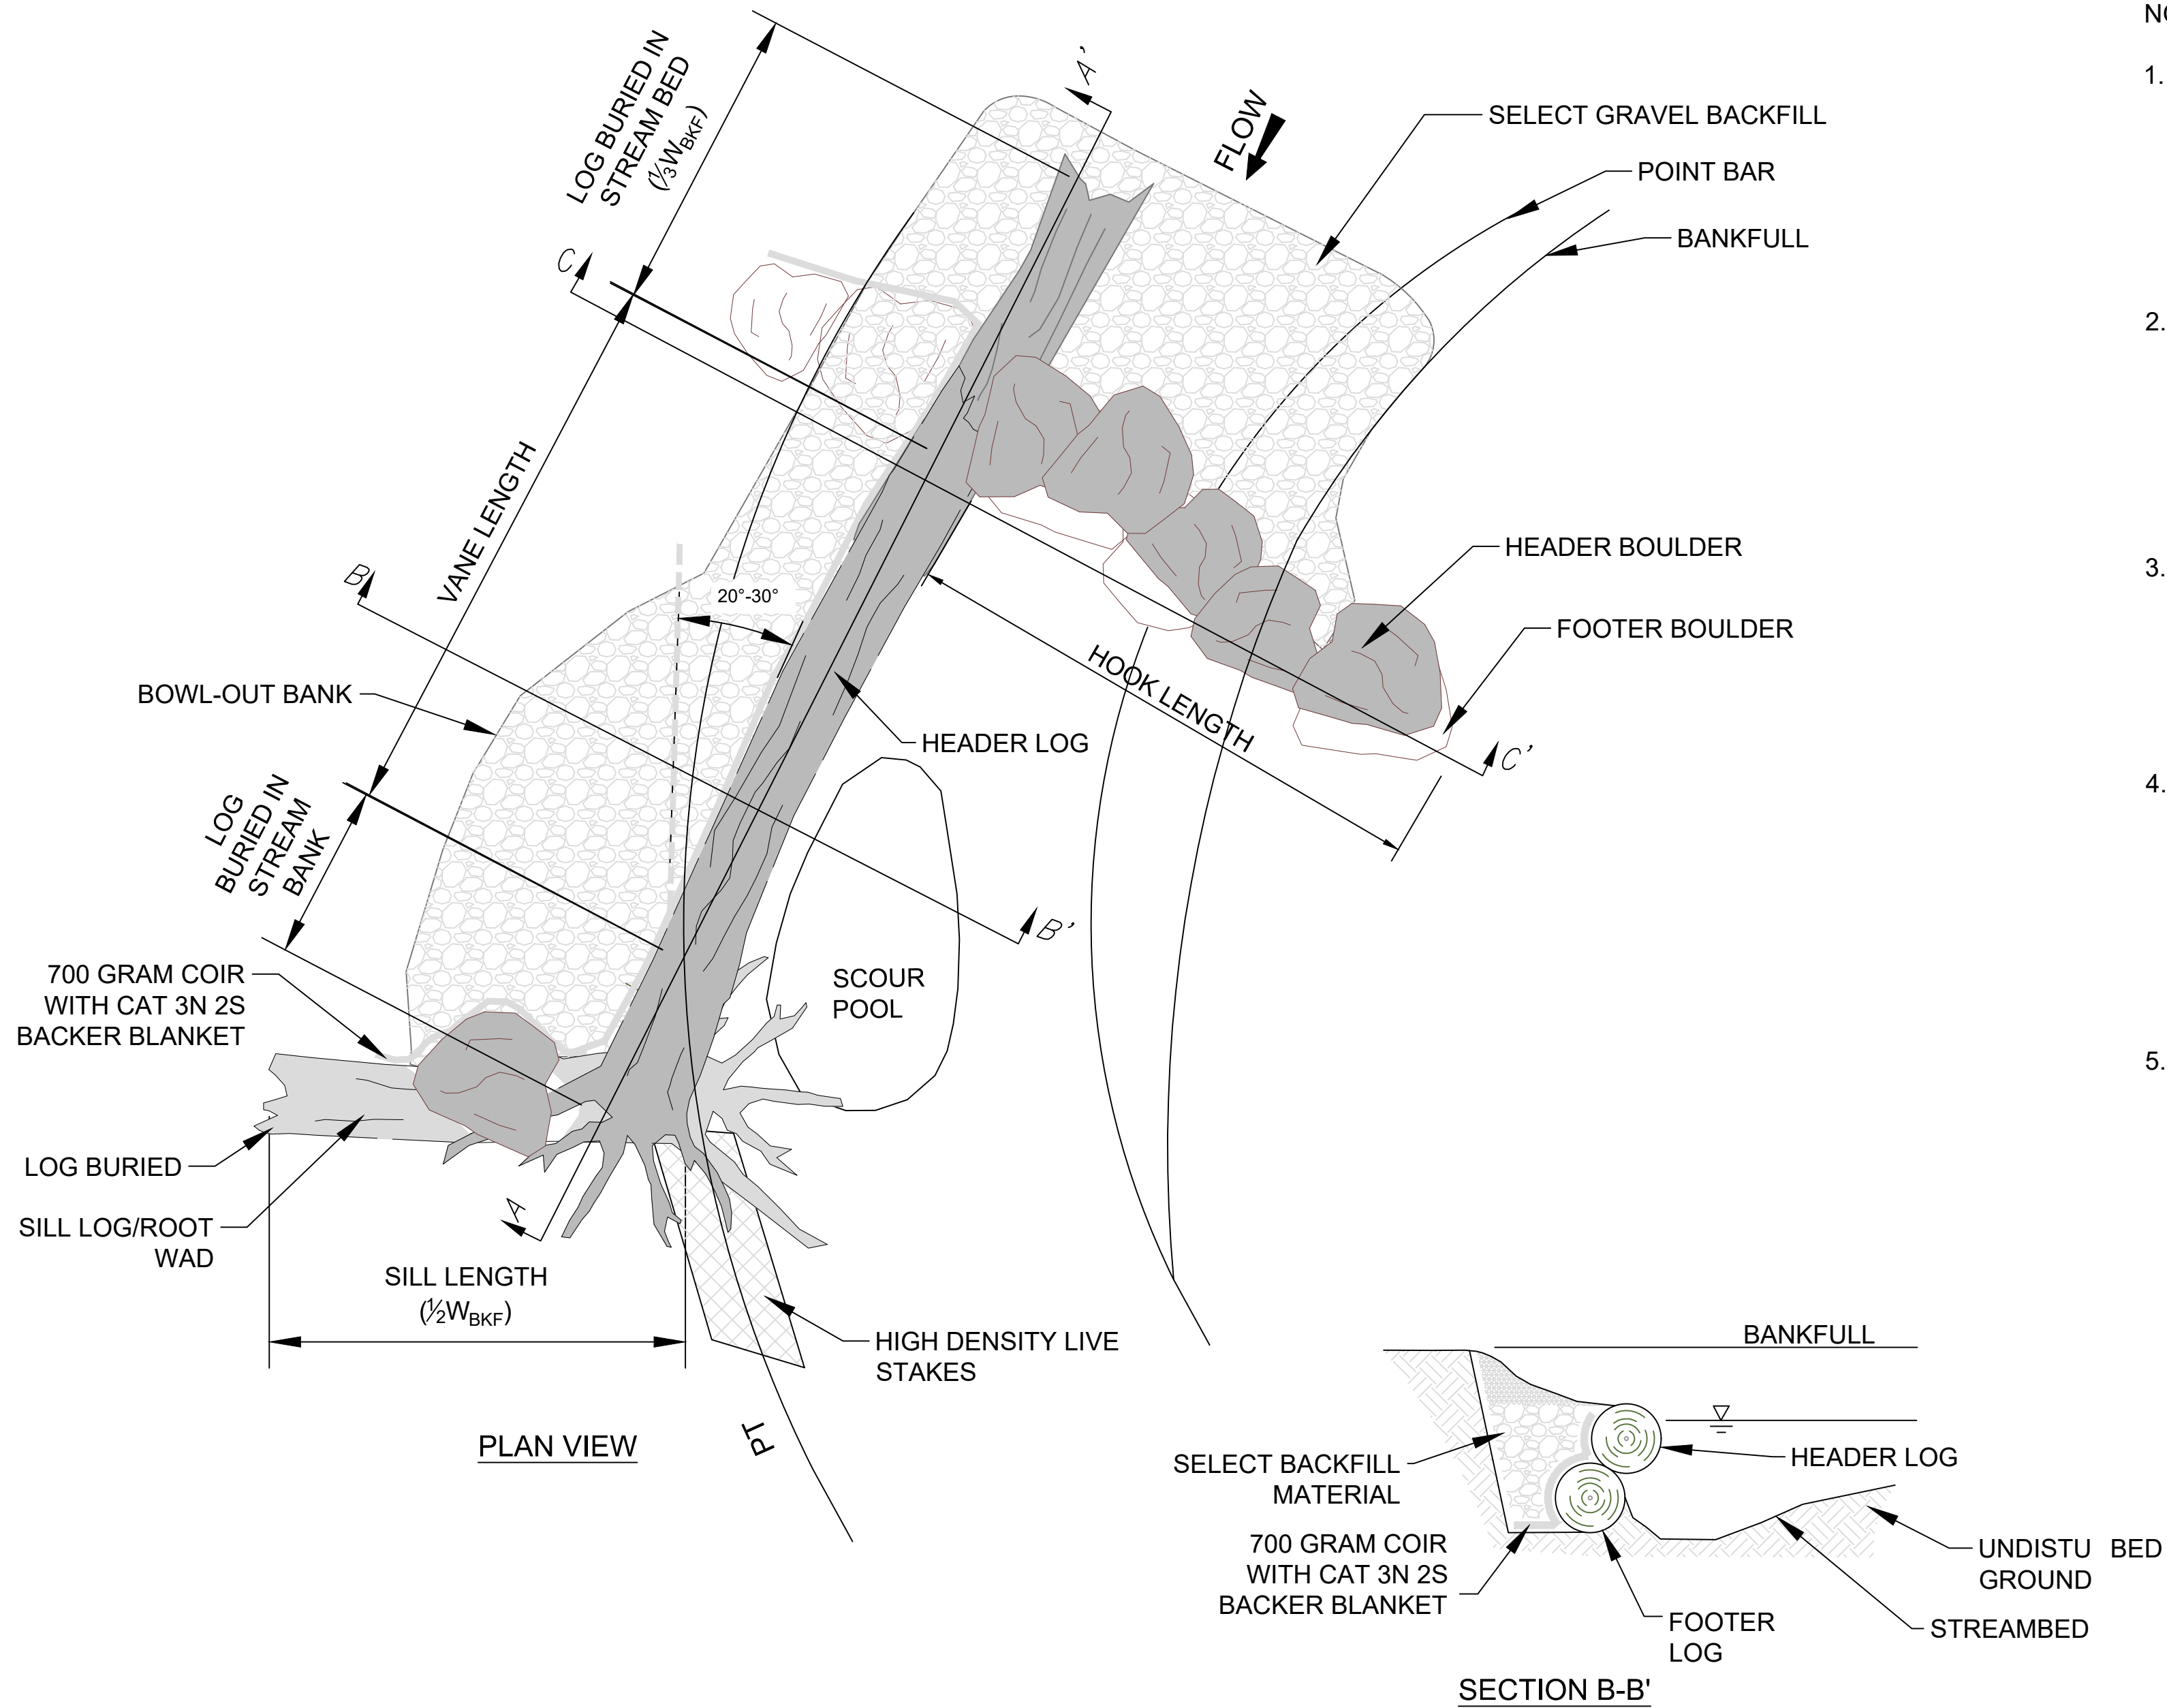 NO
1.
2.
3.
4.
5.
LOG BURIED IN
STREAM BED
(⅓W_BKF)
A'
FLOW
SELECT GRAVEL BACKFILL
POINT BAR
BANKFULL
C
VANE LENGTH
B
20°-30°
HEADER BOULDER
FOOTER BOULDER
HOOK LENGTH
BOWL-OUT BANK
HEADER LOG
C'
LOG
BURIED IN
STREAM
BANK
B'
700 GRAM COIR
WITH CAT 3N 2S
BACKER BLANKET
SCOUR
POOL
LOG BURIED
A
SILL LOG/ROOT
WAD
SILL LENGTH
(½W_BKF)
HIGH DENSITY LIVE
STAKES
PT
PLAN VIEW
BANKFULL
SELECT BACKFILL
MATERIAL
HEADER LOG
700 GRAM COIR
WITH CAT 3N 2S
BACKER BLANKET
UNDISTU BED
GROUND
FOOTER
LOG
STREAMBED
SECTION B-B'